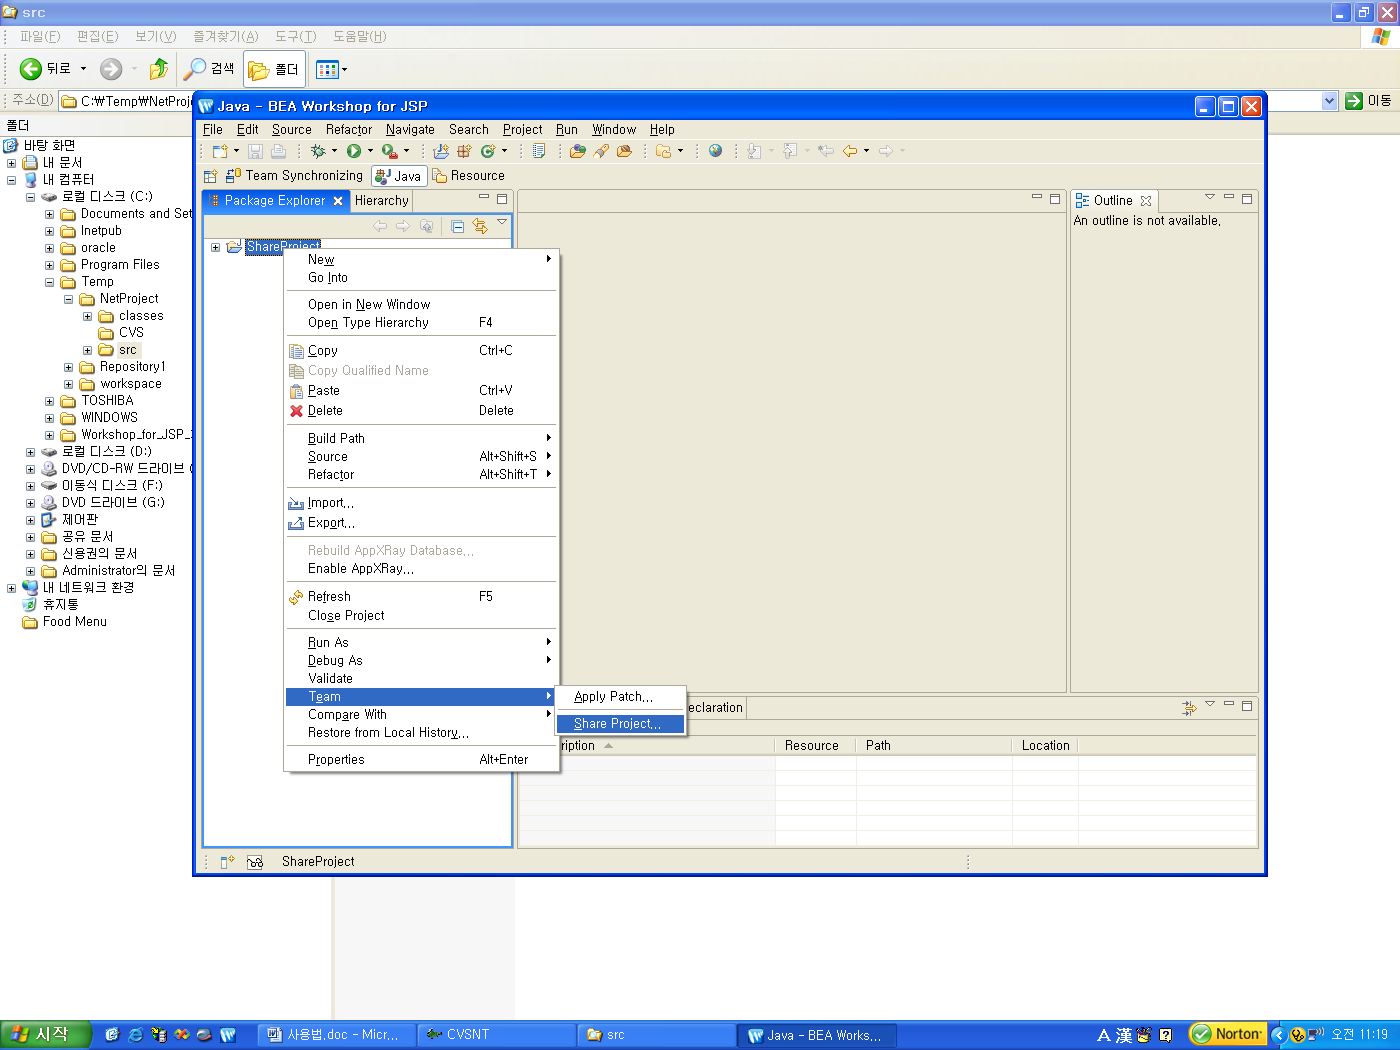 src
파일(F) 편집(E) 보기(V) 즐겨찾기(A) 도구(T) 도움말(H)
뒤로 검색 폴더
주소(D) C:\Temp\NetProj 이동
폴더
바탕 화면
내 문서
내 컴퓨터
로컬 디스크 (C:)
Documents and Set
Inetpub
oracle
Program Files
Temp
NetProject
classes
CVS
src
Repository1
workspace
TOSHIBA
WINDOWS
Workshop_for_JSP_
로컬 디스크 (D:)
DVD/CD-RW 드라이브 (
이동식 디스크 (F:)
DVD 드라이브 (G:)
제어판
공유 문서
신용권의 문서
Administrator의 문서
내 네트워크 환경
휴지통
Food Menu
Java - BEA Workshop for JSP
File Edit Source Refactor Navigate Search Project Run Window Help
Team Synchronizing Java Resource
Package Explorer Hierarchy
Outline
An outline is not available.
ShareProject
New
Go Into
Open in New Window
Open Type Hierarchy F4
Copy Ctrl+C
Copy Qualified Name
Paste Ctrl+V
Delete Delete
Build Path
Source Alt+Shift+S
Refactor Alt+Shift+T
Import...
Export...
Rebuild AppXRay Database...
Enable AppXRay...
Refresh F5
Close Project
Run As
Debug As
Validate
Team
Compare With
Restore from Local History...
Properties Alt+Enter
Apply Patch...
Share Project...
eclaration
ription Resource Path Location
ShareProject
시작 사용법.doc - Micr... CVSNT src Java - BEA Works... A 漢 Norton 오전 11:19